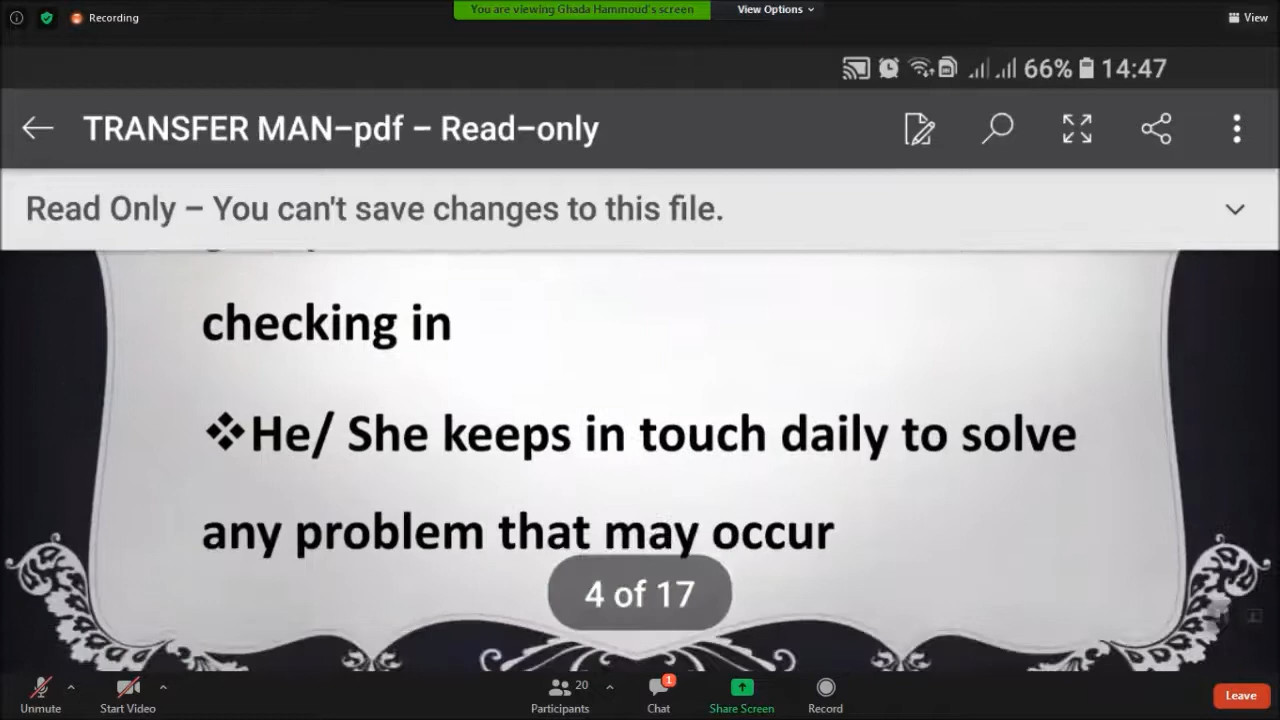 Recording
You are viewing Ghada Hammoud's screen
View Options
View
66% 14:47
TRANSFER MAN-pdf - Read-only
Read Only - You can't save changes to this file.
checking in
❖He/ She keeps in touch daily to solve
any problem that may occur
4 of 17
Unmute
Start Video
20
Participants
1
Chat
Share Screen
Record
Leave